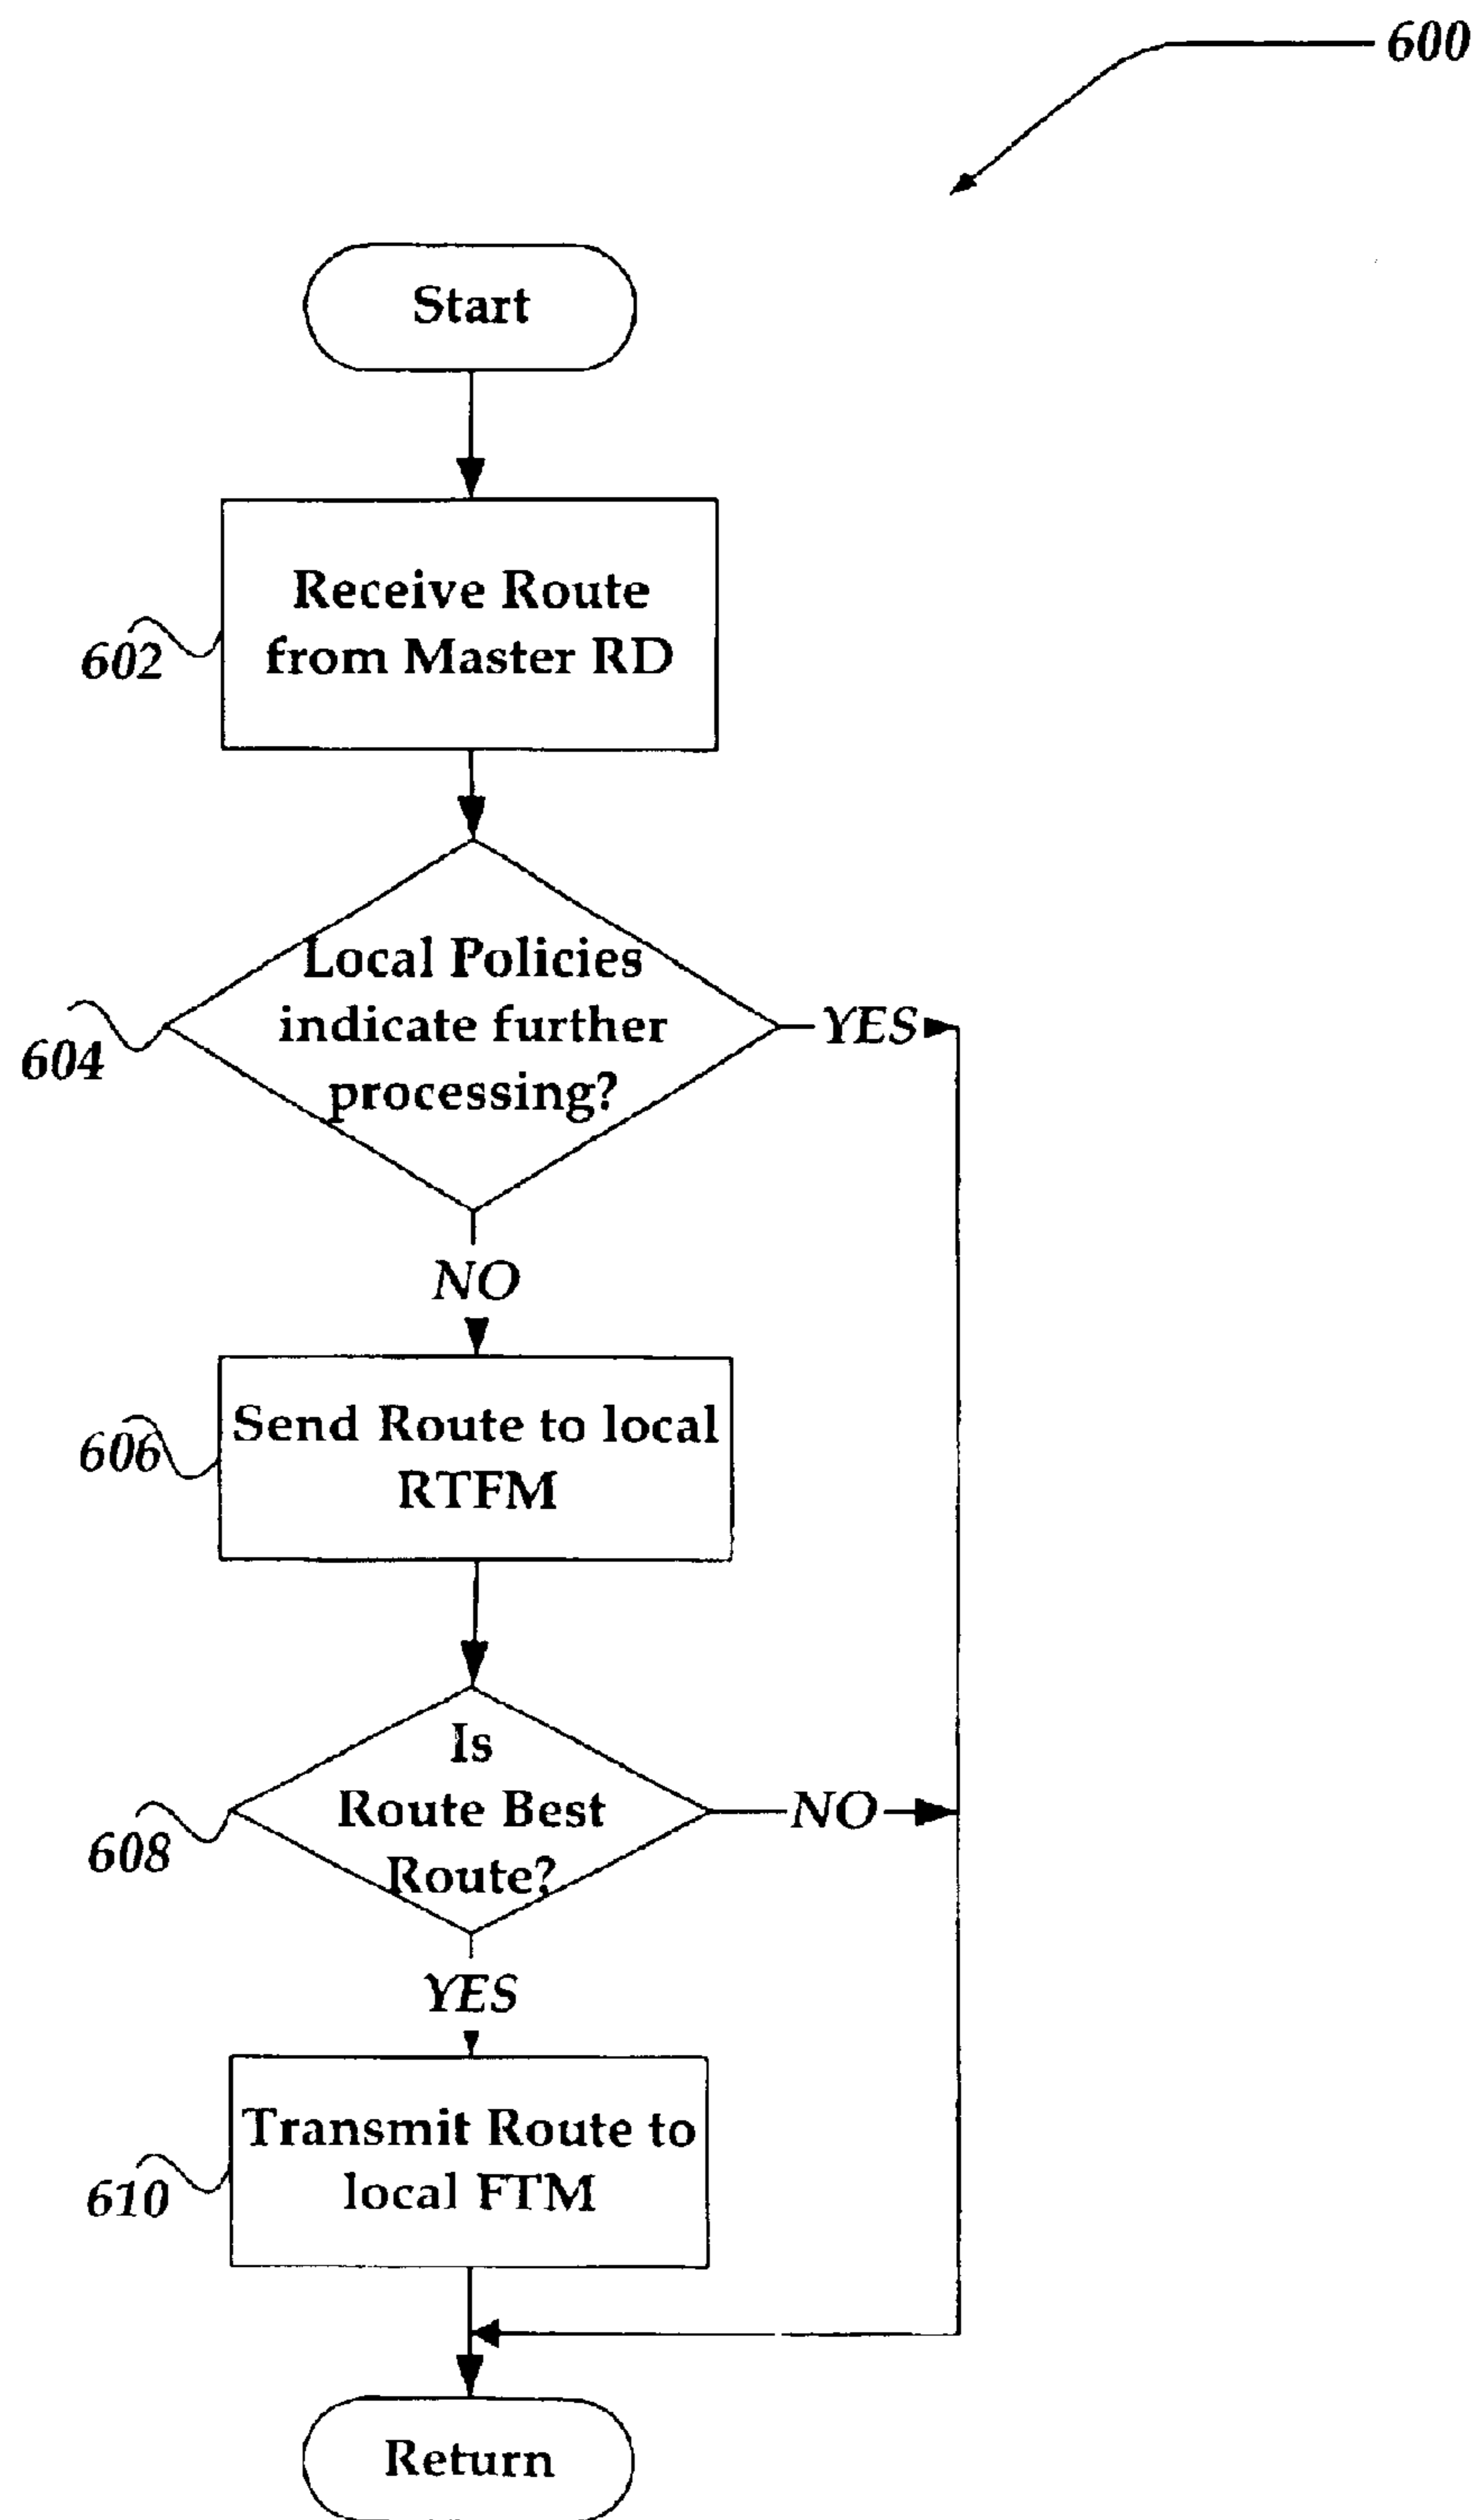 600
Start
Receive Route
from Master RD
602
Local Policies
indicate further
processing?
YES
604
NO
Send Route to local
RTFM
606
Is
Route Best
Route?
NO
608
YES
Transmit Route to
local FTM
610
Return